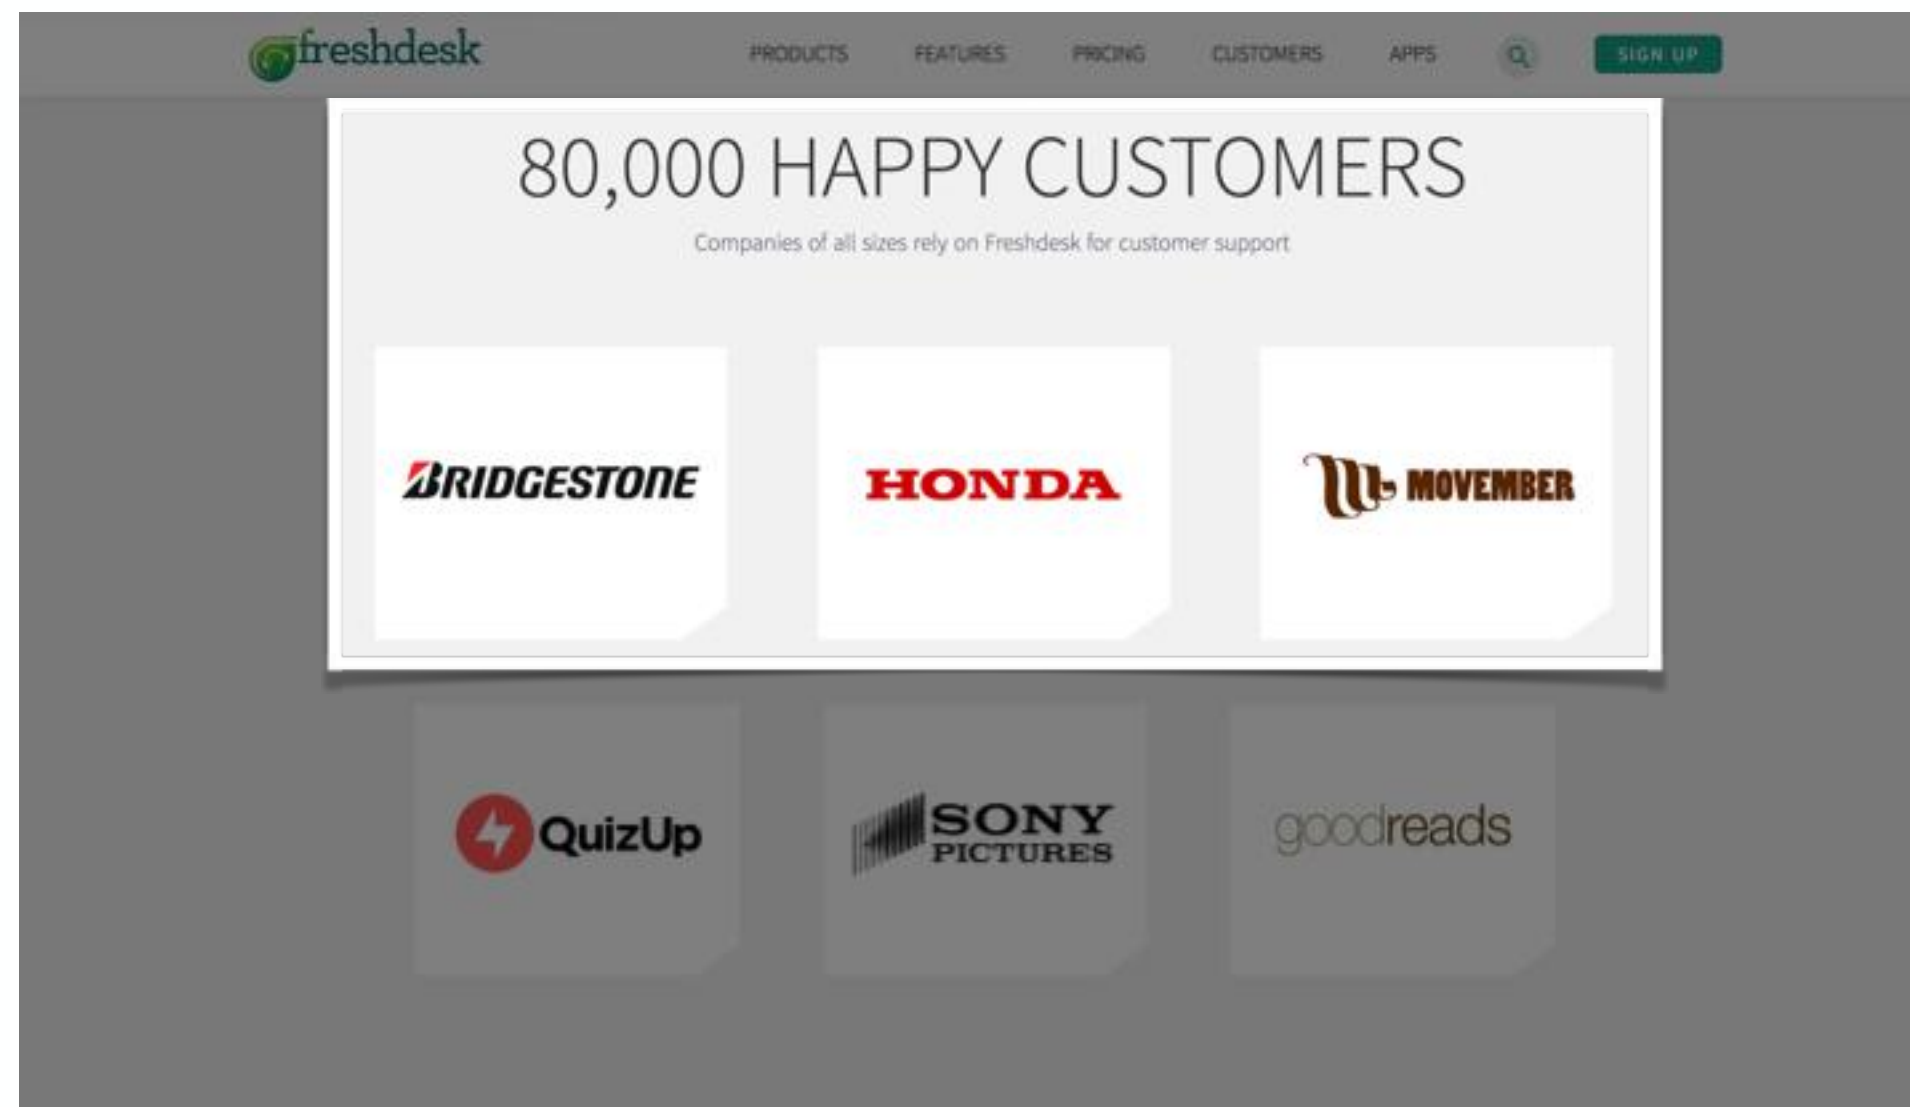 freshdesk PRODUCTS FEATURES PRICING CUSTOMERS APPS SIGN UP
80,000 HAPPY CUSTOMERS
Companies of all sizes rely on Freshdesk for customer support
BRIDGESTONE HONDA MOVEMBER
QuizUp SONY PICTURES goodreads